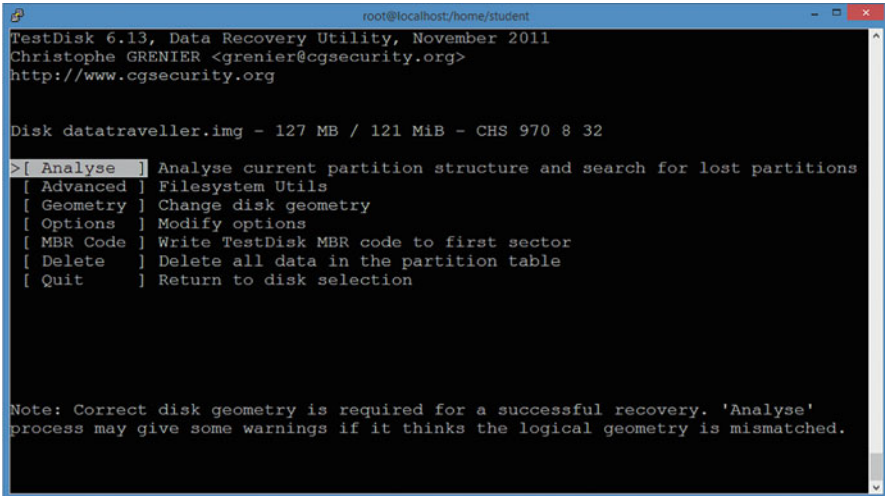 root@localhost:/home/student
TestDisk 6.13, Data Recovery Utility, November 2011
Christophe GRENIER <grenier@cgsecurity.org>
http://www.cgsecurity.org
Disk datatraveller.img - 127 MB / 121 MiB - CHS 970 8 32
>[ Analyse  ] Analyse current partition structure and search for lost partitions
 [ Advanced ] Filesystem Utils
 [ Geometry ] Change disk geometry
 [ Options  ] Modify options
 [ MBR Code ] Write TestDisk MBR code to first sector
 [ Delete   ] Delete all data in the partition table
 [ Quit     ] Return to disk selection
Note: Correct disk geometry is required for a successful recovery. 'Analyse'
process may give some warnings if it thinks the logical geometry is mismatched.